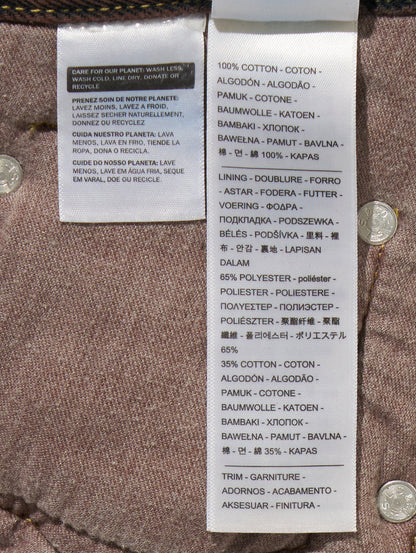 CARE FOR OUR PLANET: WASH LESS,
WASH COLD, LINE DRY, DONATE OR
RECYCLE
PRENEZ SOIN DE NOTRE PLANETE:
LAVEZ MOINS, LAVEZ A FROID,
LAISSEZ SECHER NATURELLEMENT,
DONNEZ OU RECYCLEZ
CUIDA NUESTRO PLANETA: LAVA
MENOS, LAVA EN FRIO, TIENDE LA
ROPA, DONA O RECICLA.
CUIDE DO NOSSO PLANETA: LAVE
MENOS, LAVE EM ÁGUA FRIA, SEQUE
EM VARAL, DOE OU RECICLE.
100% COTTON - COTON -
ALGODÓN - ALGODÃO -
PAMUK - COTONE -
BAUMWOLLE - KATOEN -
BAMBAKI - ХЛОПОК -
BAWEŁNA - PAMUT - BAVLNA -
棉 - 면 - 綿 100% - KAPAS
LINING - DOUBLURE - FORRO
- ASTAR - FODERA - FUTTER -
VOERING - ΦΟΔΡΑ -
ПОДКЛАДКА - PODSZEWKA -
BÉLÉS - PODŠÍVKA - 里料 - 裡
布 - 안감 - 裏地 - LAPISAN
DALAM
65% POLYESTER - poliéster -
POLIESTER - POLIESTERE -
ΠΟΛΥΕΣΤΕΡ - ПОЛИЭСТЕР -
POLIÉSZTER - 聚酯纤维 - 聚酯
纖維 - 폴리에스터 - ポリエステル
65%
35% COTTON - COTON -
ALGODÓN - ALGODÃO -
PAMUK - COTONE -
BAUMWOLLE - KATOEN -
BAMBAKI - ХЛОПОК -
BAWEŁNA - PAMUT - BAVLNA -
棉 - 면 - 綿 35% - KAPAS
TRIM - GARNITURE -
ADORNOS - ACABAMENTO -
AKSESUAR - FINITURA -